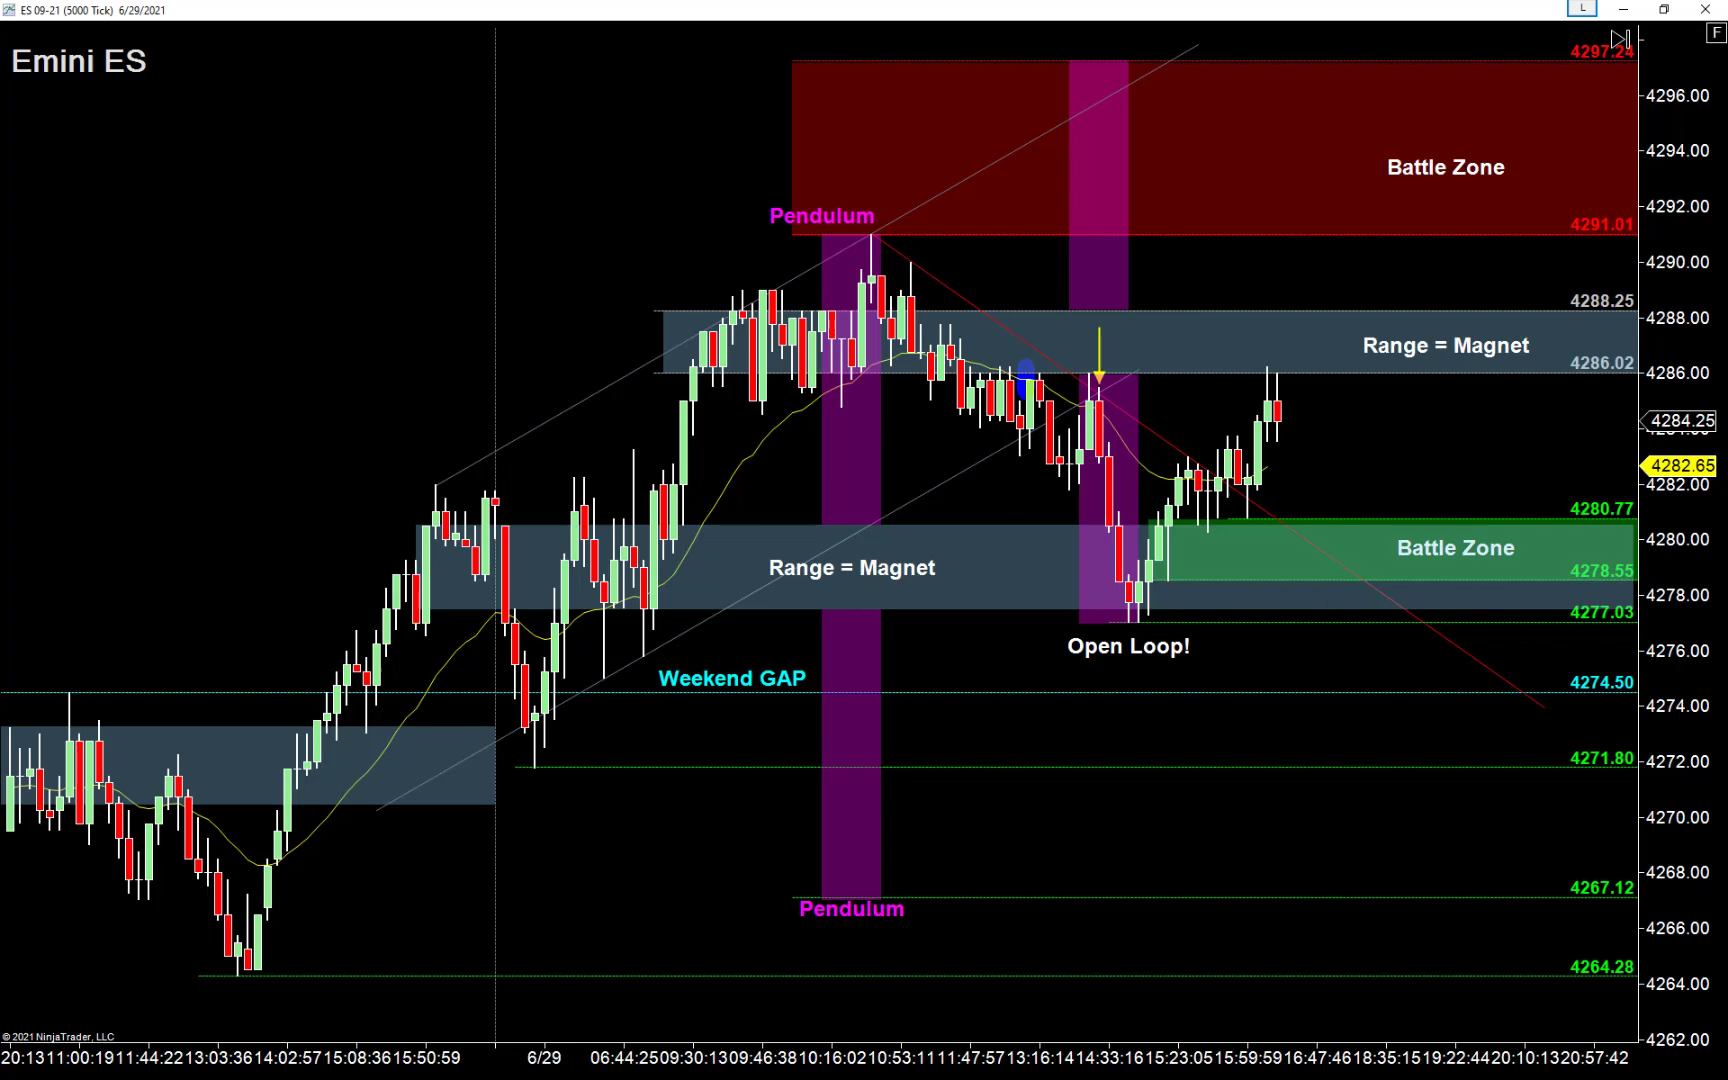 ES 09-21 (5000 Tick) 6/29/2021
L
F
Emini ES
4297.24
4296.00
Battle Zone
4294.00
4292.00
Pendulum
4291.01
4290.00
4288.25
4288.00
Range = Magnet
4286.02
4286.00
4284.25
4282.65
4282.00
4280.77
4280.00
Battle Zone
Range = Magnet
4278.55
4278.00
4277.03
Open Loop!
4276.00
Weekend GAP
4274.50
4274.00
4271.80
4272.00
4270.00
4268.00
4267.12
Pendulum
4266.00
4264.28
4264.00
© 2021 NinjaTrader, LLC
4262.00
20:13 11:00:19 11:44:22 13:03:36 14:02:57 15:08:36 15:50:59 6/29 06:44:25 09:30:13 09:46:38 10:16:02 10:53:11 11:47:57 13:16:14 14:33:16 15:23:05 15:59:59 16:47:46 18:35:15 19:22:44 20:10:13 20:57:42